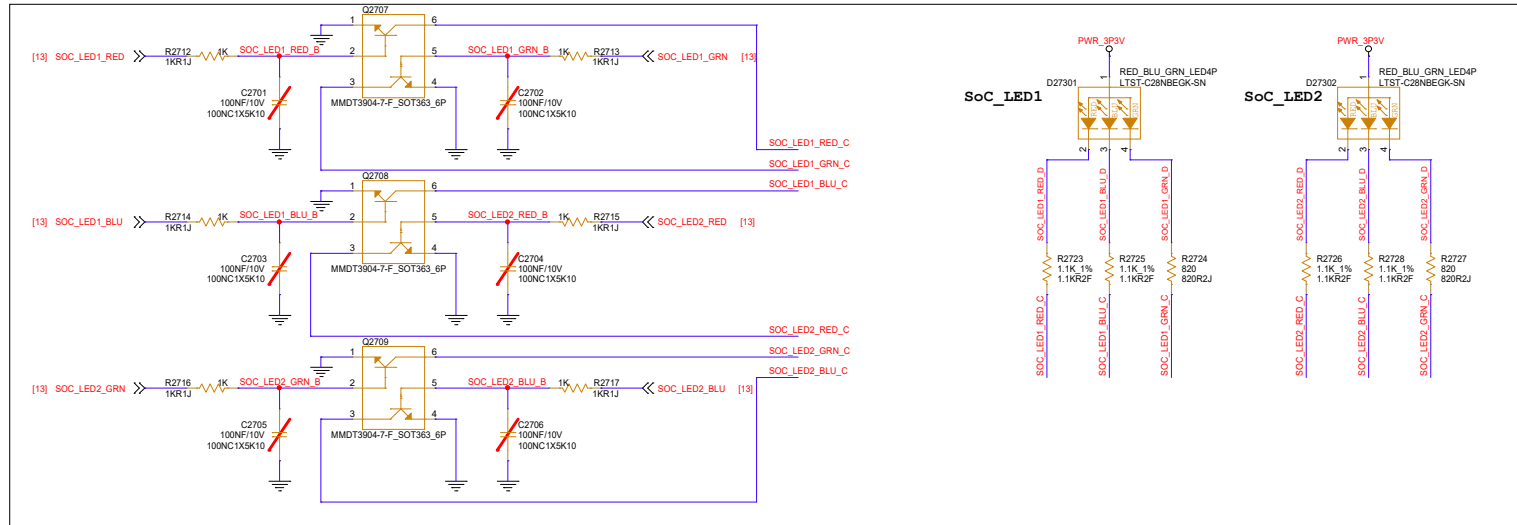 Q2707
1
6
[13] SOC_LED1_RED
R2712
1K
1KR1J
SOC_LED1_RED_B
2
5
SOC_LED1_GRN_B
1K
R2713
1KR1J
SOC_LED1_GRN [13]
3
4
C2701
100NF/10V
100NC1X5K10
MMDT3904-7-F_SOT363_6P
C2702
100NF/10V
100NC1X5K10
SOC_LED1_RED_C
SOC_LED1_GRN_C
Q2708
1
6
SOC_LED1_BLU_C
[13] SOC_LED1_BLU
R2714
1K
1KR1J
SOC_LED1_BLU_B
2
5
SOC_LED2_RED_B
1K
R2715
1KR1J
SOC_LED2_RED [13]
3
4
C2703
100NF/10V
100NC1X5K10
MMDT3904-7-F_SOT363_6P
C2704
100NF/10V
100NC1X5K10
SOC_LED2_RED_C
Q2709
1
6
SOC_LED2_GRN_C
SOC_LED2_BLU_C
[13] SOC_LED2_GRN
R2716
1K
1KR1J
SOC_LED2_GRN_B
2
5
SOC_LED2_BLU_B
1K
R2717
1KR1J
SOC_LED2_BLU [13]
3
4
C2705
100NF/10V
100NC1X5K10
MMDT3904-7-F_SOT363_6P
C2706
100NF/10V
100NC1X5K10
PWR_3P3V
1
RED_BLU_GRN_LED4P
D27301
LTST-C28NBEGK-SN
SoC_LED1
RED
BLU
GRN
2
3
4
SOC_LED1_RED_D
SOC_LED1_BLU_D
SOC_LED1_GRN_D
R2723
1.1K_1%
1.1KR2F
R2725
1.1K_1%
1.1KR2F
R2724
820
820R2J
SOC_LED1_RED_C
SOC_LED1_BLU_C
SOC_LED1_GRN_C
PWR_3P3V
1
RED_BLU_GRN_LED4P
D27302
LTST-C28NBEGK-SN
SoC_LED2
RED
BLU
GRN
2
3
4
SOC_LED2_RED_D
SOC_LED2_BLU_D
SOC_LED2_GRN_D
R2726
1.1K_1%
1.1KR2F
R2728
1.1K_1%
1.1KR2F
R2727
820
820R2J
SOC_LED2_RED_C
SOC_LED2_BLU_C
SOC_LED2_GRN_C